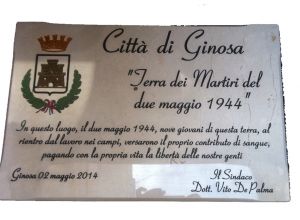 Città di Ginosa
"Terra dei Martiri del
due maggio 1944"
In questo luogo, il due maggio 1944, nove giovani di questa terra, al
rientro dal lavoro nei campi, versarono il proprio contributo di sangue,
pagando con la propria vita la libertà delle nostre genti
Ginosa 02 maggio 2014
Il Sindaco
Dott. Vito De Palma